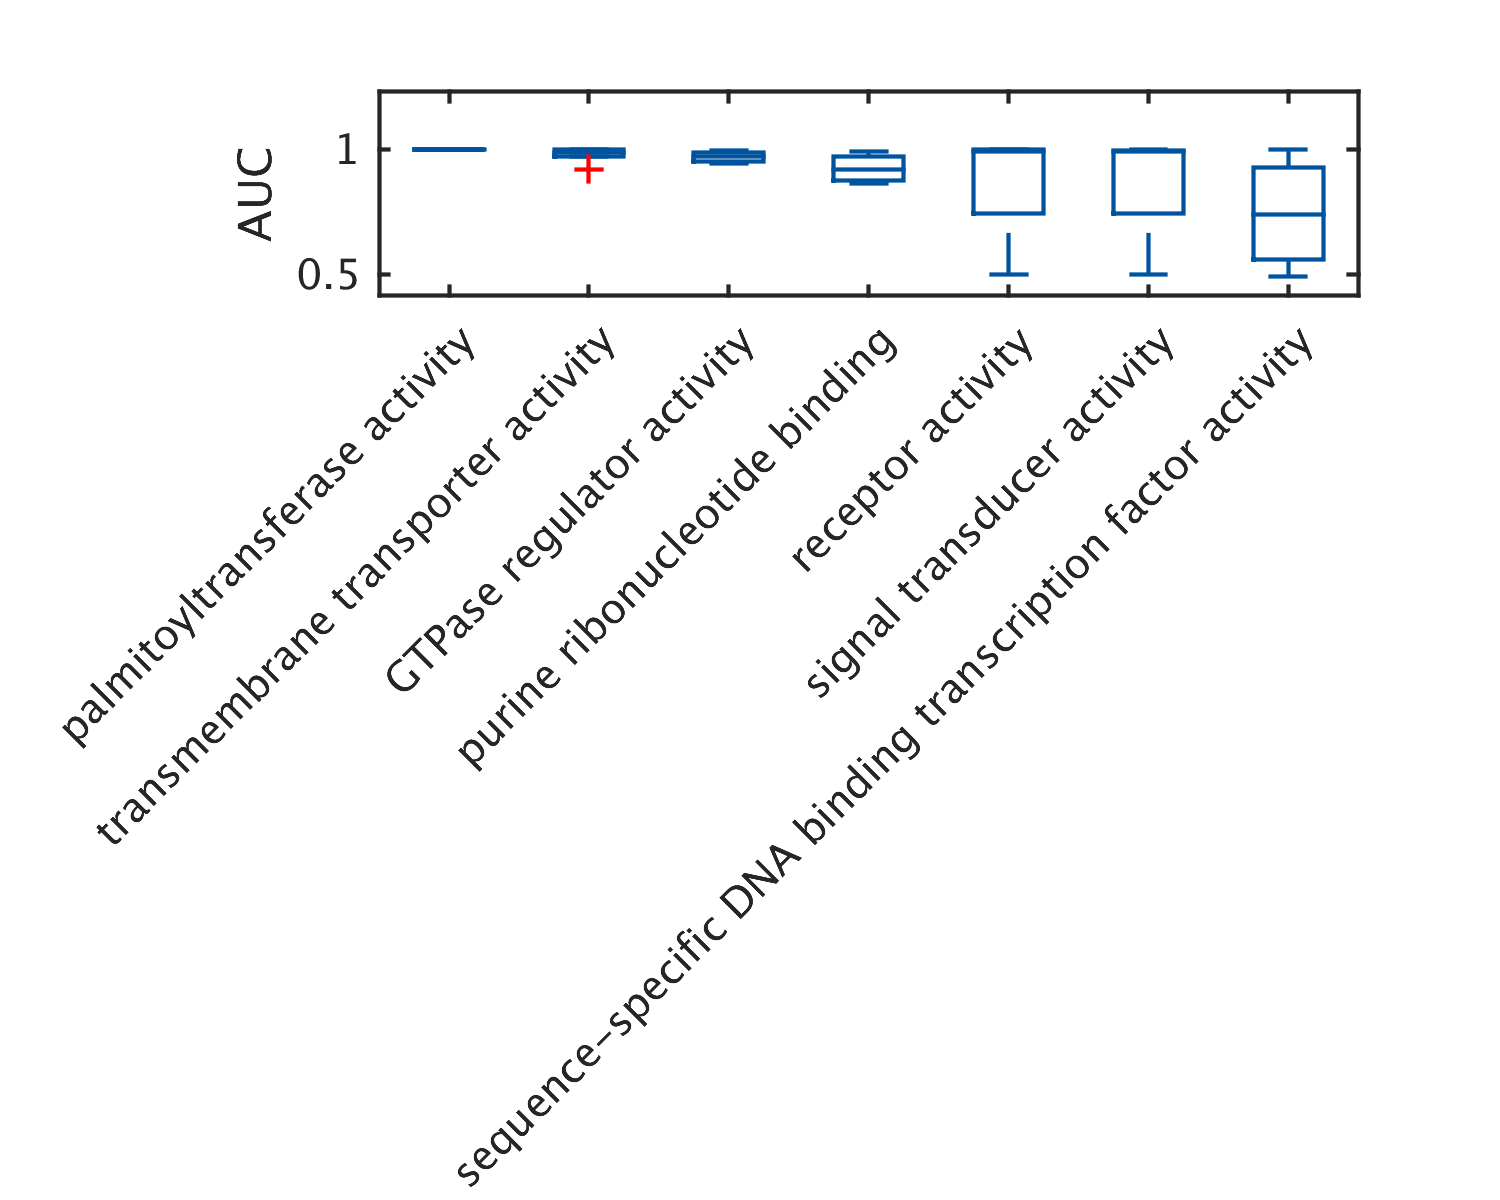 AUC
1
0.5
palmitoyltransferase activity
transmembrane transporter activity
GTPase regulator activity
purine ribonucleotide binding
receptor activity
signal transducer activity
sequence-specific DNA binding transcription factor activity